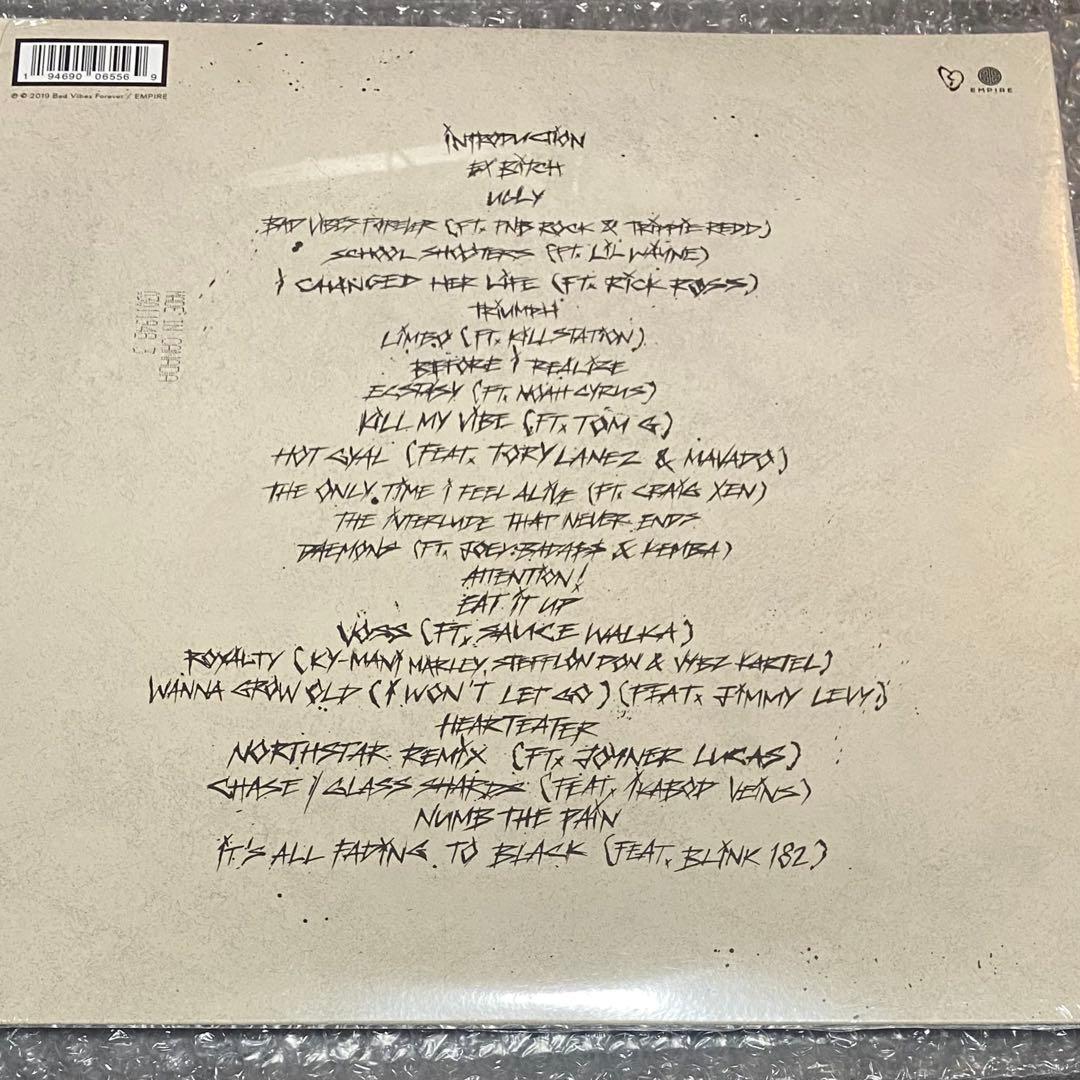 1 94690 06556 9
℗ © 2019 Bad Vibes Forever / EMPIRE
EMPIRE
INTRODUCTION
EX BITCH
UGLY
BAD VIBES FOREVER (FT. PNB ROCK & TRIPPIE REDD)
SCHOOL SHOOTERS (FT. LIL WAYNE)
I CHANGED HER LIFE (FT. RICK ROSS)
TRIUMPH
LIMBO (FT. KILLSTATION)
BEFORE I REALIZE
ECSTASY (FT. NOAH CYRUS)
KILL MY VIBE (FT. TOM G)
HOT GYAL (FEAT. TORY LANEZ & MAVADO)
THE ONLY TIME I FEEL ALIVE (FT. CRAIG XEN)
THE INTERLUDE THAT NEVER ENDS
DAEMONS (FT. JOEY BADA$$ & KEMBA)
ATTENTION!
EAT IT UP
VOSS (FT. SAUCE WALKA)
ROYALTY (KY-MANI MARLEY, STEFFLON DON & VYBZ KARTEL)
WANNA GROW OLD (I WON'T LET GO) (FEAT. JIMMY LEVY)
HEARTEATER
NORTHSTAR REMIX (FT. JOYNER LUCAS)
CHASE / GLASS SHARDS (FEAT. IKABOD VEINS)
NUMB THE PAIN
IT'S ALL FADING TO BLACK (FEAT. BLINK 182)
MADE IN CANADA